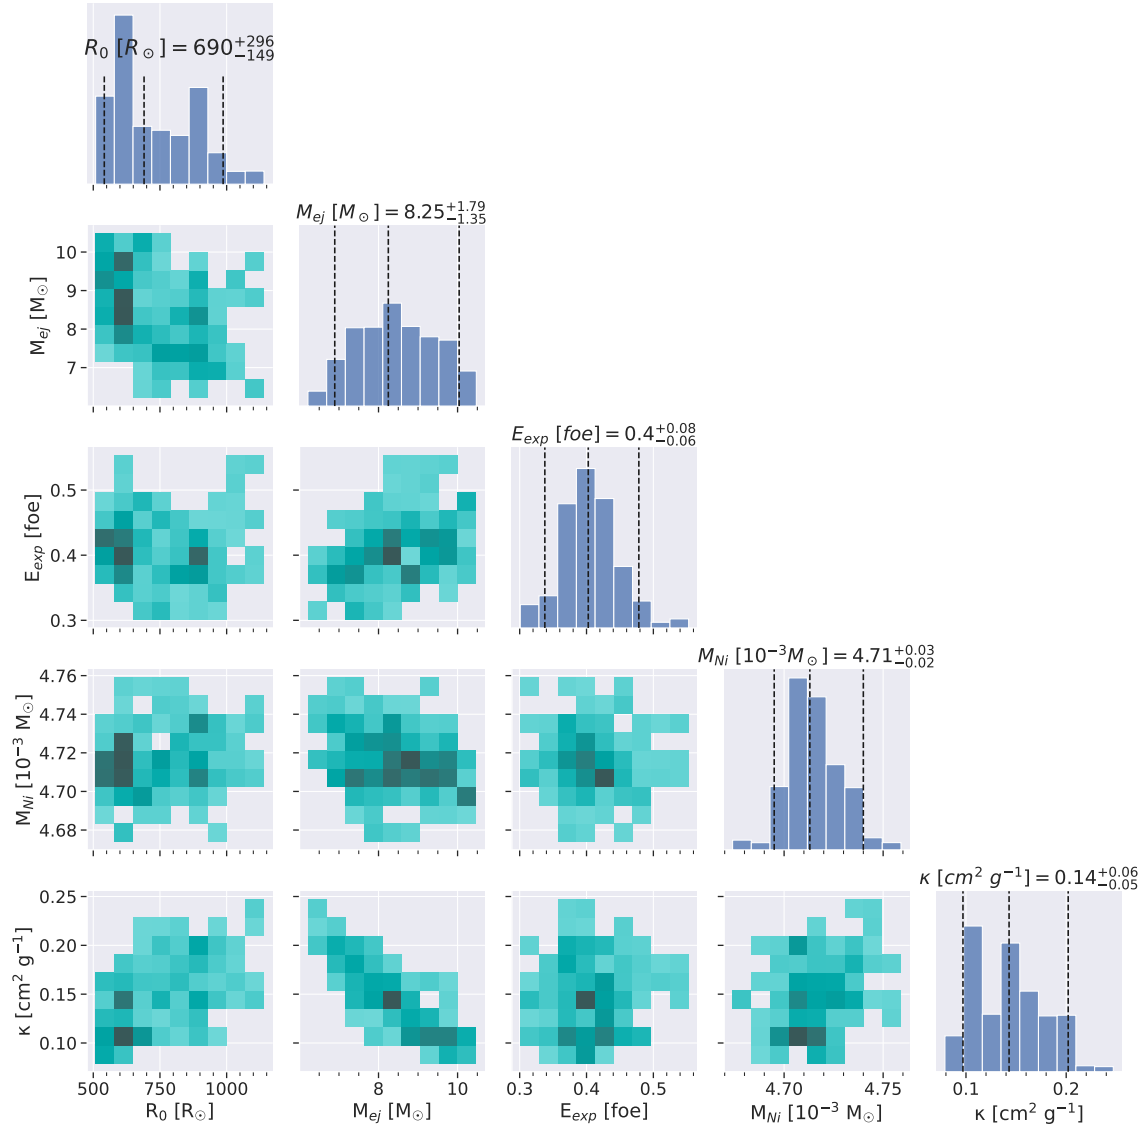 R₀ [R☉] = 690⁺²⁹⁶₋₁₄₉
M_ej [M☉] = 8.25^{+1.79}_{−1.35}
10
9
8
7
M_ej [M☉]
E_exp [foe] = 0.4^{+0.08}_{−0.06}
0.5
0.4
0.3
E_exp [foe]
M_Ni [10⁻³M☉] = 4.71^{+0.03}_{−0.02}
4.76
4.74
4.72
4.70
4.68
M_Ni [10⁻³ M☉]
κ [cm² g⁻¹] = 0.14^{+0.06}_{−0.05}
0.25
0.20
0.15
0.10
κ [cm² g⁻¹]
500 750 1000
8 10
0.3 0.4 0.5
4.70 4.75
0.1 0.2
R₀ [R☉]
M_ej [M☉]
E_exp [foe]
M_Ni [10⁻³ M☉]
κ [cm² g⁻¹]